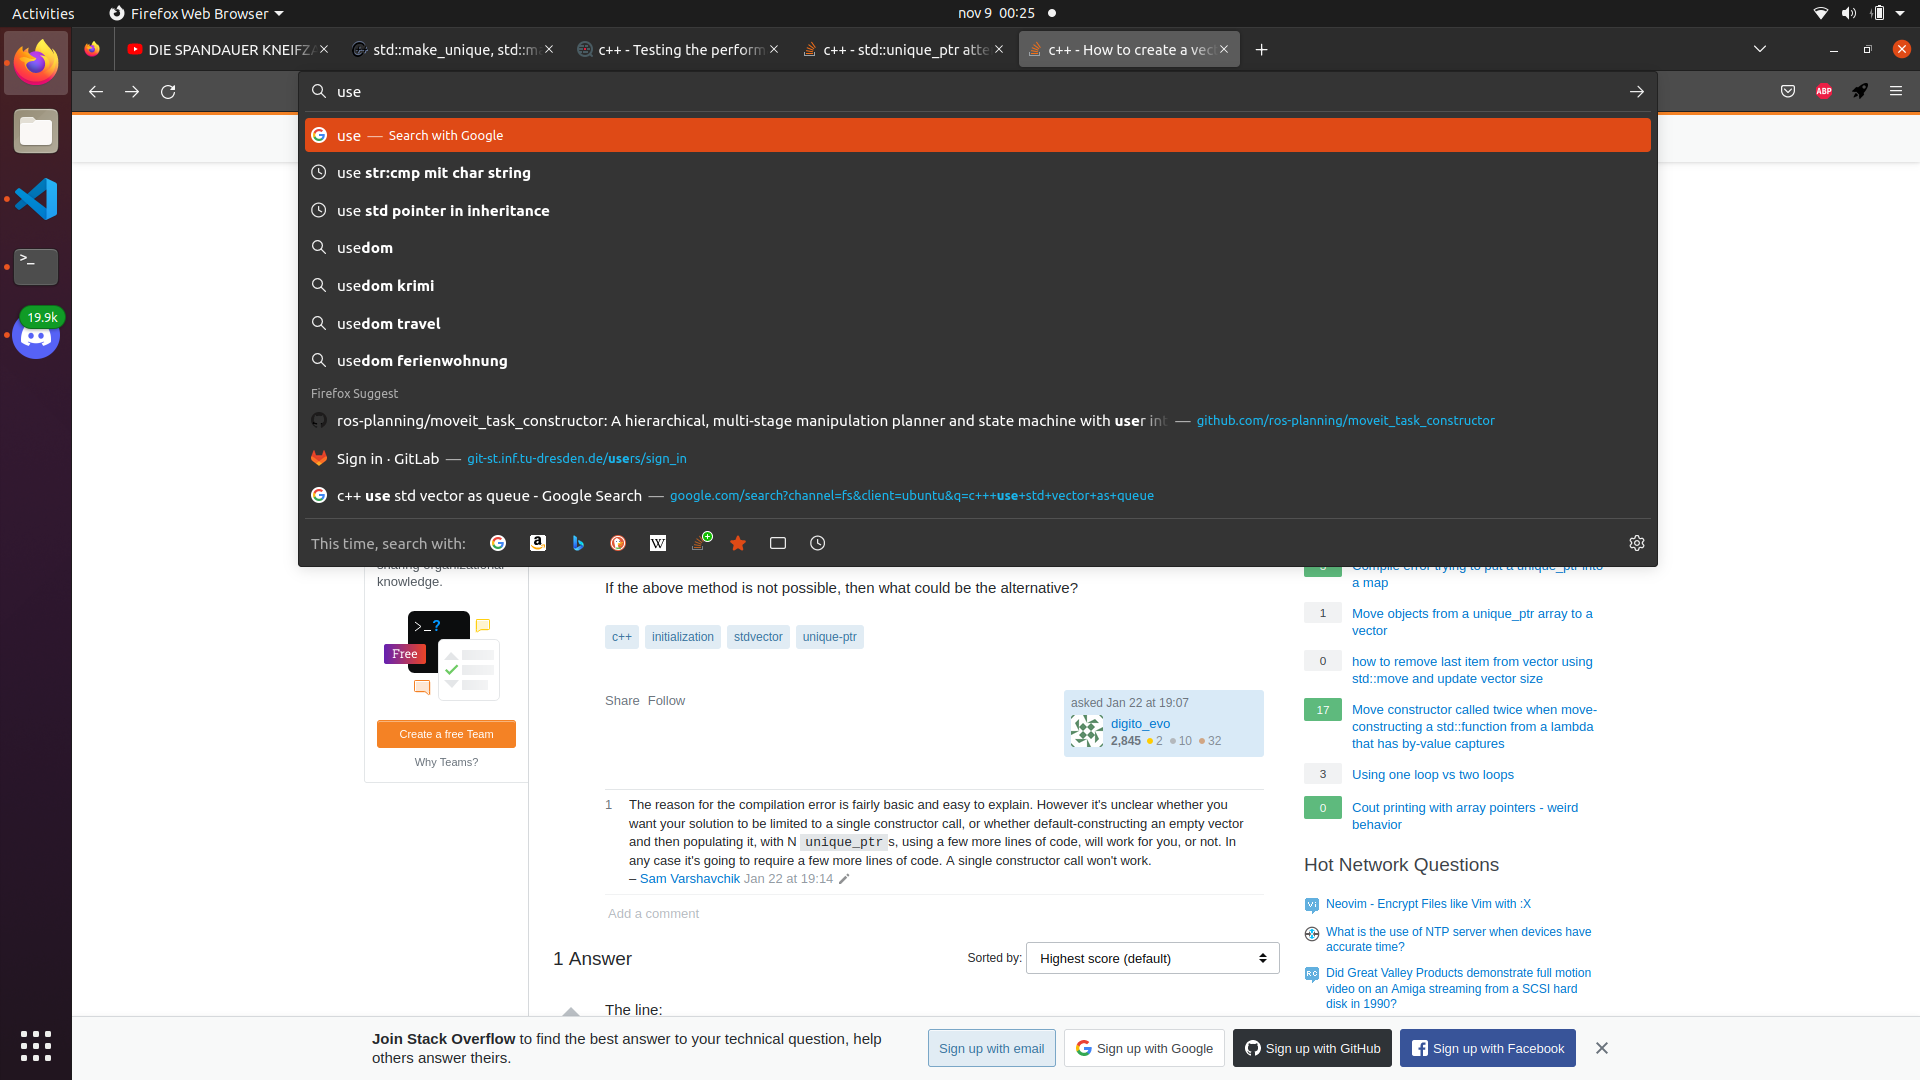 Activities
Firefox Web Browser
nov 9 00:25
DIE SPANDAUER KNEIFZ
std::make_unique, std::m
c++ - Testing the perform
c++ - std::unique_ptr atte
c++ - How to create a vec
use
ABP
use — Search with Google
use str:cmp mit char string
use std pointer in inheritance
usedom
usedom krimi
usedom travel
usedom ferienwohnung
Firefox Suggest
ros-planning/moveit_task_constructor: A hierarchical, multi-stage manipulation planner and state machine with user int — github.com/ros-planning/moveit_task_constructor
Sign in · GitLab — git-st.inf.tu-dresden.de/users/sign_in
c++ use std vector as queue - Google Search — google.com/search?channel=fs&client=ubuntu&q=c+++use+std+vector+as+queue
This time, search with:
19.9k
knowledge.
>_?
Free
Create a free Team
Why Teams?
If the above method is not possible, then what could be the alternative?
c++ initialization stdvector unique-ptr
Share Follow
asked Jan 22 at 19:07
digito_evo
2,845 2 10 32
1 The reason for the compilation error is fairly basic and easy to explain. However it's unclear whether you
want your solution to be limited to a single constructor call, or whether default-constructing an empty vector
and then populating it, with N unique_ptrs, using a few more lines of code, will work for you, or not. In
any case it's going to require a few more lines of code. A single constructor call won't work.
– Sam Varshavchik Jan 22 at 19:14
Add a comment
1 Answer
Sorted by: Highest score (default)
The line:
Compile error trying to put a unique_ptr into
a map
1 Move objects from a unique_ptr array to a
vector
0 how to remove last item from vector using
std::move and update vector size
17 Move constructor called twice when move-
constructing a std::function from a lambda
that has by-value captures
3 Using one loop vs two loops
0 Cout printing with array pointers - weird
behavior
Hot Network Questions
Neovim - Encrypt Files like Vim with :X
What is the use of NTP server when devices have
accurate time?
Did Great Valley Products demonstrate full motion
video on an Amiga streaming from a SCSI hard
disk in 1990?
Join Stack Overflow to find the best answer to your technical question, help
others answer theirs.
Sign up with email
Sign up with Google
Sign up with GitHub
Sign up with Facebook